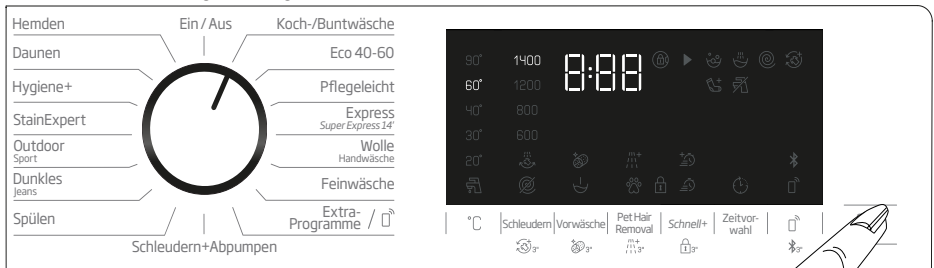 Hemden
Ein / Aus
Koch-/Buntwäsche
Daunen
Eco 40-60
Hygiene+
Pflegeleicht
StainExpert
Express
Super Express 14'
Outdoor
Sport
Wolle
Handwäsche
Dunkles
Jeans
Feinwäsche
Spülen
Extra-
Programme /
Schleudern+Abpumpen
90° 1400 8:88
60° 1200
40° 800
30° 600
20°
°C
Schleudern
Vorwäsche
Pet Hair
Removal
Schnell+
Zeitvor-
wahl
3"
3"
3"
3"
3"